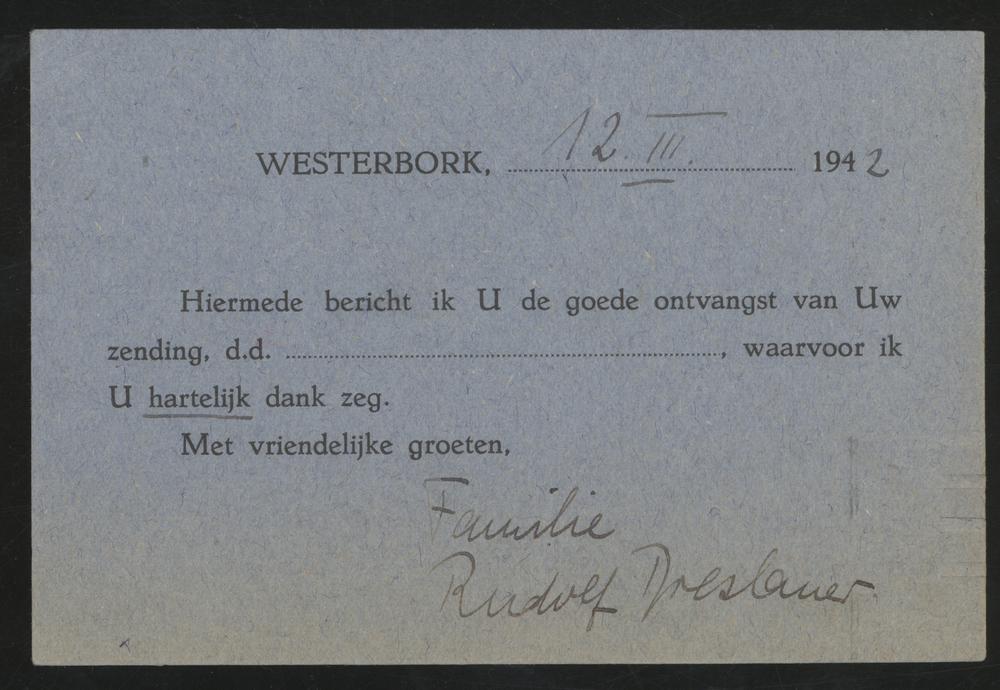 WESTERBORK, 12. III. 1942
Hiermede bericht ik U de goede ontvangst van Uw
zending, d.d. ........................, waarvoor ik
U hartelijk dank zeg.
Met vriendelijke groeten,
Familie
Rudolf Breslauer